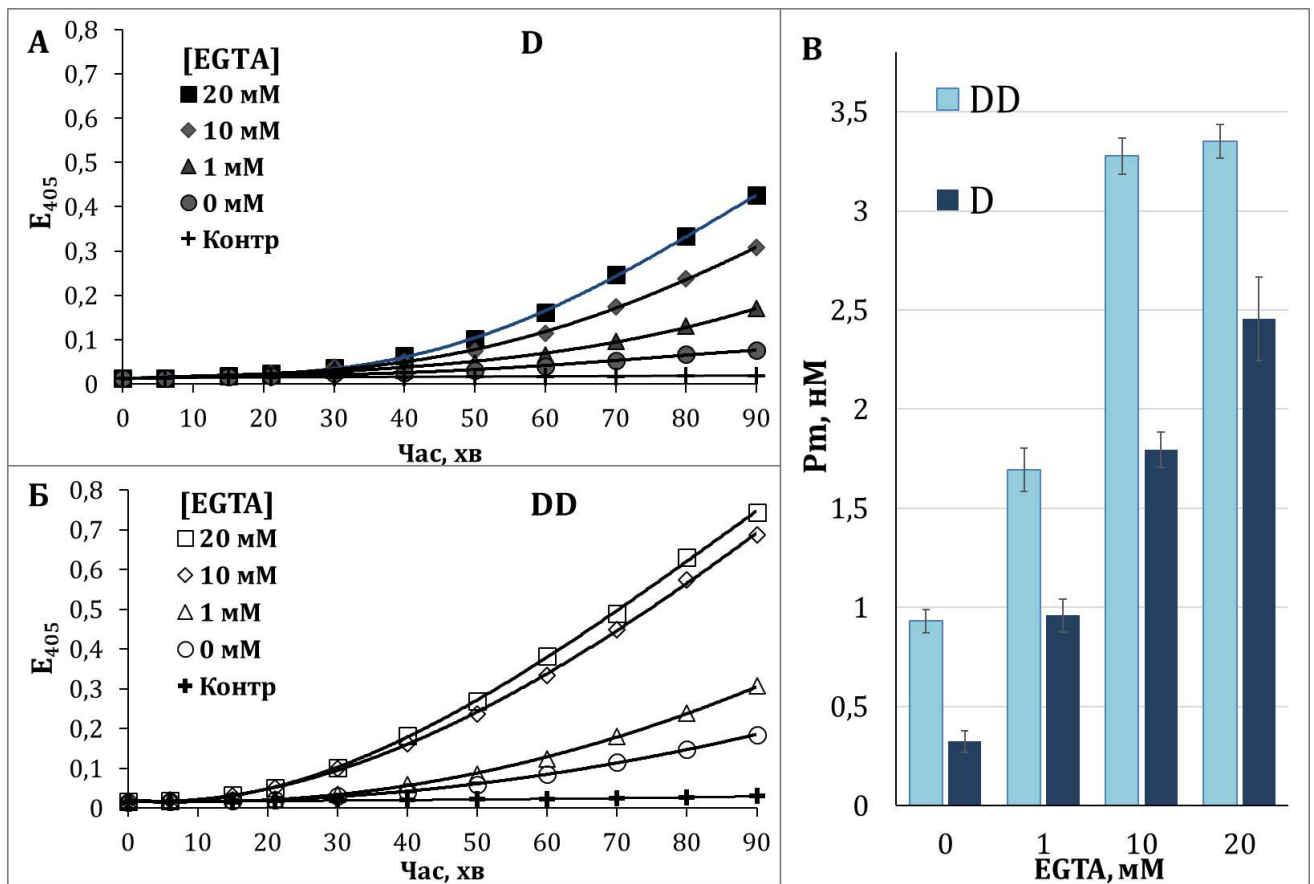 А
D
[EGTA]
20 мМ
10 мМ
1 мМ
0 мМ
Контр
E405
0,8
0,7
0,6
0,5
0,4
0,3
0,2
0,1
0
0 10 20 30 40 50 60 70 80 90
Час, хв
Б
DD
[EGTA]
20 мМ
10 мМ
1 мМ
0 мМ
Контр
E405
0,8
0,7
0,6
0,5
0,4
0,3
0,2
0,1
0
0 10 20 30 40 50 60 70 80 90
Час, хв
В
DD
D
Pm, нМ
3,5
3
2,5
2
1,5
1
0,5
0
0 1 10 20
EGTA, мМ